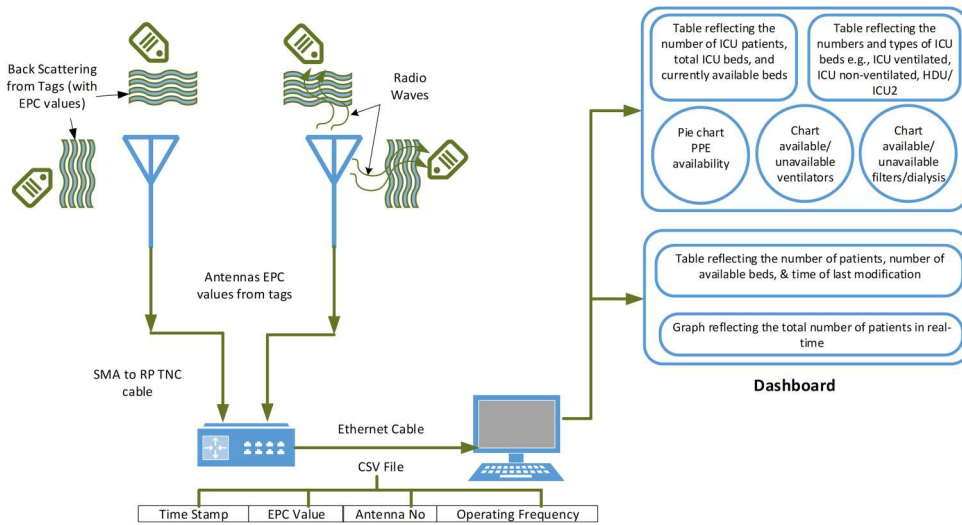 Back Scattering
from Tags (with
EPC values)
Radio
Waves
Antennas EPC
values from tags
SMA to RP TNC
cable
Ethernet Cable
CSV File
Time Stamp
EPC Value
Antenna No
Operating Frequency
Table reflecting the
number of ICU patients,
total ICU beds, and
currently available beds
Table reflecting the
numbers and types of ICU
beds e.g., ICU ventilated,
ICU non-ventilated, HDU/
ICU2
Pie chart
PPE
availability
Chart
available/
unavailable
ventilators
Chart
available/
unavailable
filters/dialysis
Table reflecting the number of patients, number of
available beds, & time of last modification
Graph reflecting the total number of patients in real-
time
Dashboard